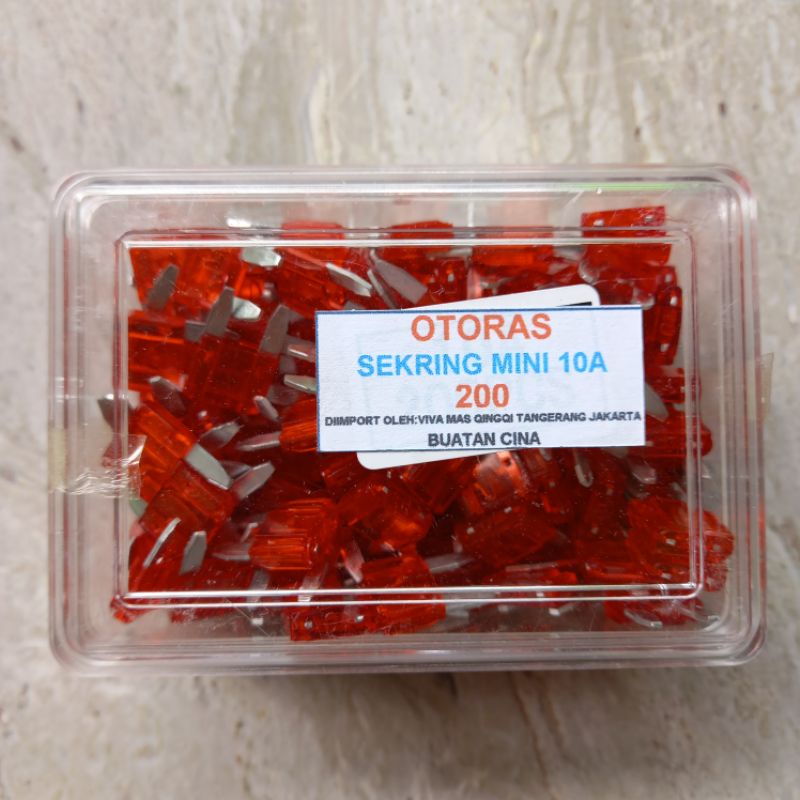 OTORAS
SEKRING MINI 10A
200
DIIMPORT OLEH:VIVA MAS QINGQI TANGERANG JAKARTA
BUATAN CINA